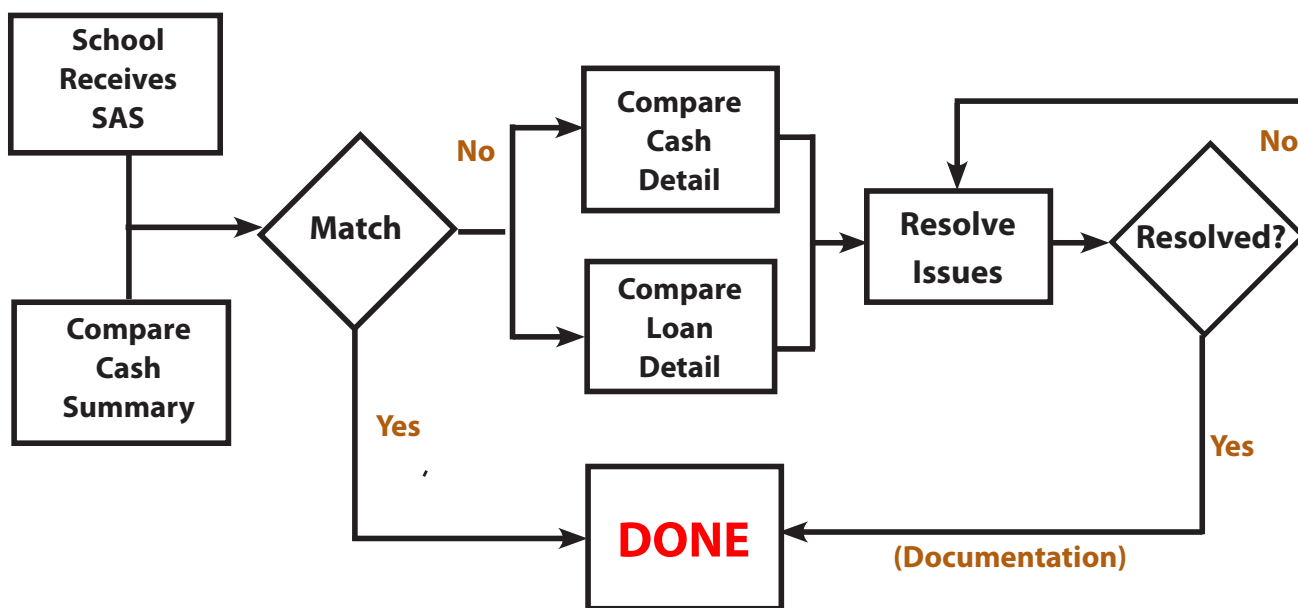 School
Receives
SAS
Compare
Cash
Summary
Match
No
Yes
Compare
Cash
Detail
Compare
Loan
Detail
Resolve
Issues
Resolved?
No
Yes
(Documentation)
DONE